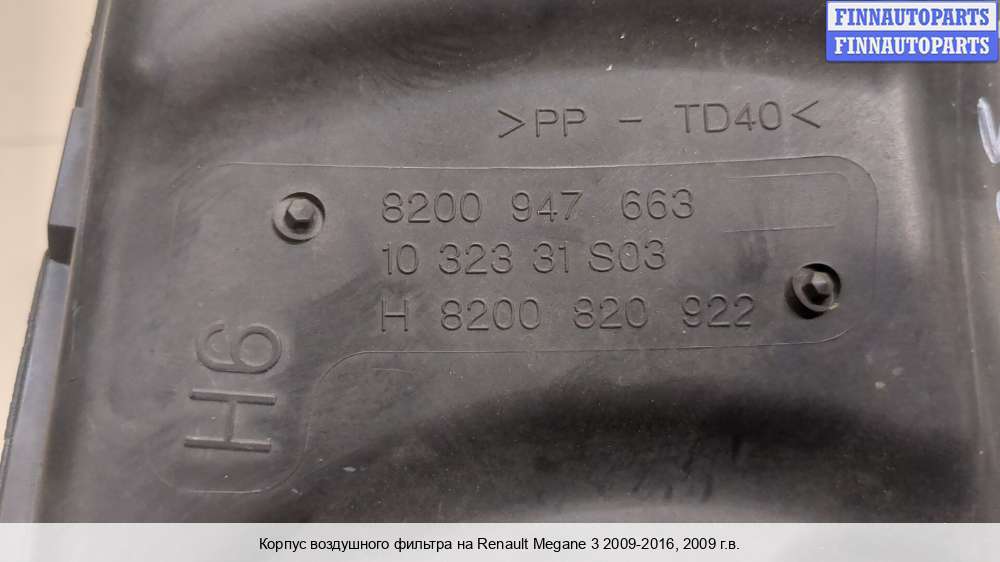 FINNAUTOPARTS
FINNAUTOPARTS
>PP - TD40<
8200 947 663
10 323 31 S03
H 8200 820 922
H6
Корпус воздушного фильтра на Renault Megane 3 2009-2016, 2009 г.в.